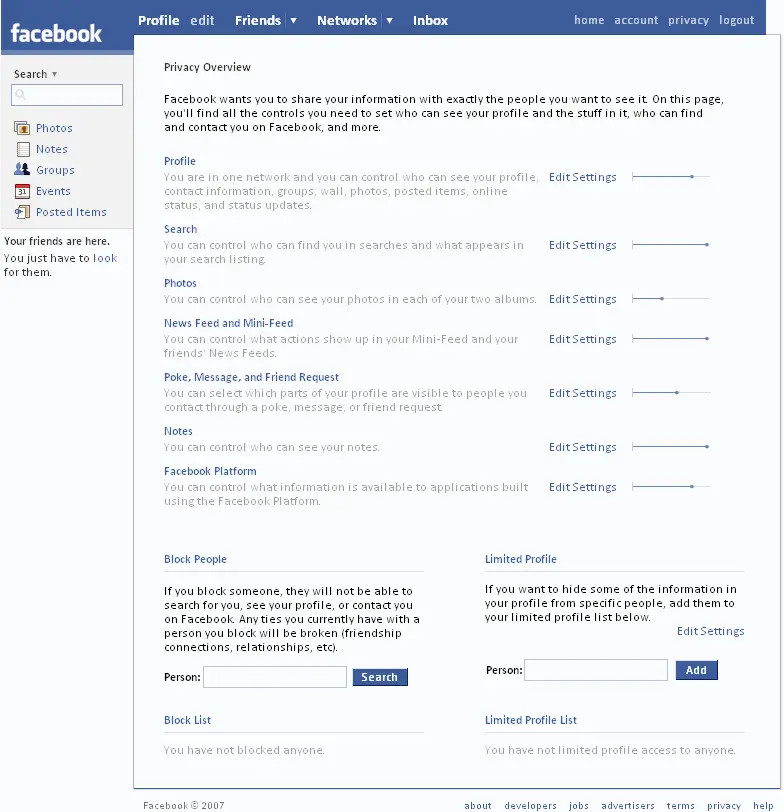 facebook
Profile edit Friends ▼ Networks ▼ Inbox home account privacy logout
Search ▼
Photos
Notes
Groups
31 Events
Posted Items
Your friends are here.
You just have to look
for them.
Privacy Overview
Facebook wants you to share your information with exactly the people you want to see it. On this page,
you'll find all the controls you need to set who can see your profile and the stuff in it, who can find
and contact you on Facebook, and more.
Profile
You are in one network and you can control who can see your profile,
contact information, groups, wall, photos, posted items, online
status, and status updates.
Edit Settings
Search
You can control who can find you in searches and what appears in
your search listing.
Edit Settings
Photos
You can control who can see your photos in each of your two albums.
Edit Settings
News Feed and Mini-Feed
You can control what actions show up in your Mini-Feed and your
friends' News Feeds.
Edit Settings
Poke, Message, and Friend Request
You can select which parts of your profile are visible to people you
contact through a poke, message, or friend request.
Edit Settings
Notes
You can control who can see your notes.
Edit Settings
Facebook Platform
You can control what information is available to applications built
using the Facebook Platform.
Edit Settings
Block People
If you block someone, they will not be able to
search for you, see your profile, or contact you
on Facebook. Any ties you currently have with a
person you block will be broken (friendship
connections, relationships, etc).
Person: Search
Block List
You have not blocked anyone.
Limited Profile
If you want to hide some of the information in
your profile from specific people, add them to
your limited profile list below.
Edit Settings
Person: Add
Limited Profile List
You have not limited profile access to anyone.
Facebook © 2007 about developers jobs advertisers terms privacy help